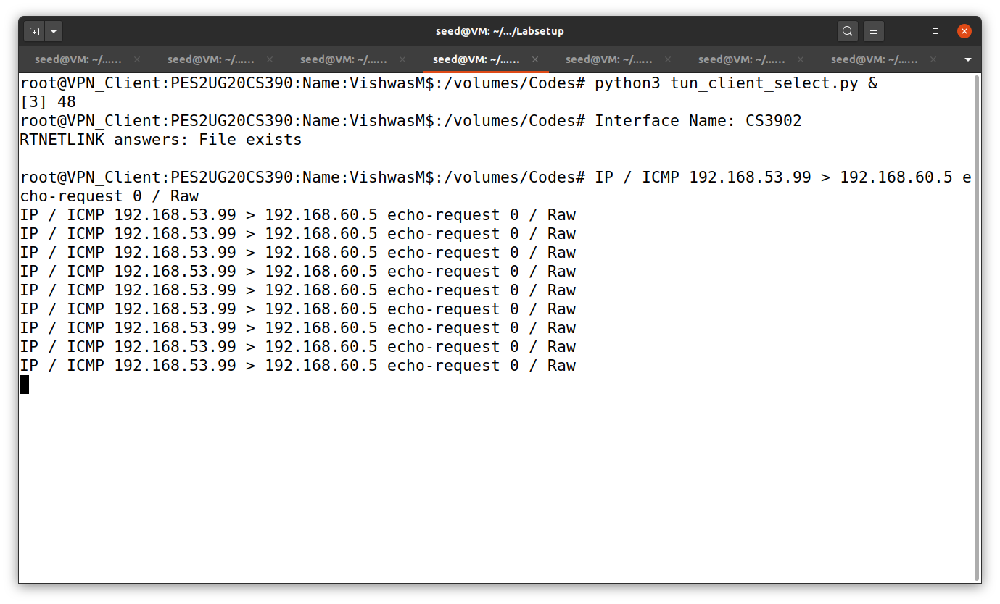 seed@VM: ~/.../Labsetup
seed@VM: ~/...... seed@VM: ~/...... seed@VM: ~/...... seed@VM: ~/...... seed@VM: ~/...... seed@VM: ~/...... seed@VM: ~/......
root@VPN_Client:PES2UG20CS390:Name:VishwasM$:/volumes/Codes# python3 tun_client_select.py &
[3] 48
root@VPN_Client:PES2UG20CS390:Name:VishwasM$:/volumes/Codes# Interface Name: CS3902
RTNETLINK answers: File exists
root@VPN_Client:PES2UG20CS390:Name:VishwasM$:/volumes/Codes# IP / ICMP 192.168.53.99 > 192.168.60.5 e
cho-request 0 / Raw
IP / ICMP 192.168.53.99 > 192.168.60.5 echo-request 0 / Raw
IP / ICMP 192.168.53.99 > 192.168.60.5 echo-request 0 / Raw
IP / ICMP 192.168.53.99 > 192.168.60.5 echo-request 0 / Raw
IP / ICMP 192.168.53.99 > 192.168.60.5 echo-request 0 / Raw
IP / ICMP 192.168.53.99 > 192.168.60.5 echo-request 0 / Raw
IP / ICMP 192.168.53.99 > 192.168.60.5 echo-request 0 / Raw
IP / ICMP 192.168.53.99 > 192.168.60.5 echo-request 0 / Raw
IP / ICMP 192.168.53.99 > 192.168.60.5 echo-request 0 / Raw
IP / ICMP 192.168.53.99 > 192.168.60.5 echo-request 0 / Raw